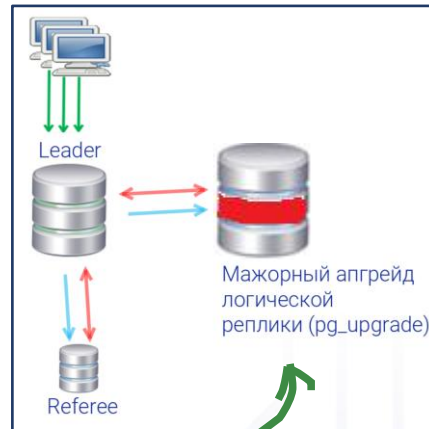 Leader
Мажорный апгрейд
логической
реплики (pg_upgrade)
Referee